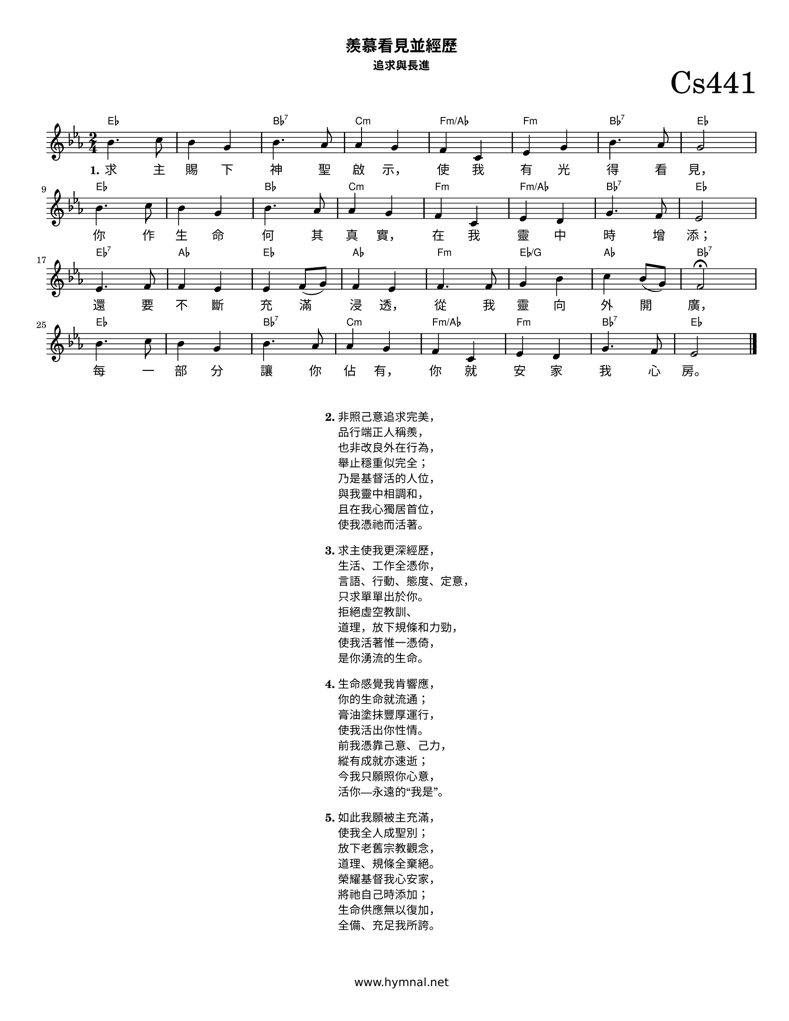 羨慕看見並經歷
追求與長進
Cs441
E♭ B♭7 Cm Fm/A♭ Fm B♭7 E♭
1. 求 主 賜 下 神 聖 啟 示, 使 我 有 光 得 看 見,
9 E♭ B♭ Cm Fm Fm/A♭ B♭7 E♭
你 作 生 命 何 其 真 實, 在 我 靈 中 時 增 添；
17 E♭7 A♭ E♭ A♭ Fm E♭/G A♭ B♭7
還 要 不 斷 充 滿 浸 透, 從 我 靈 向 外 開 廣,
25 E♭ B♭7 Cm Fm/A♭ Fm B♭7 E♭
每 一 部 分 讓 你 佔 有, 你 就 安 家 我 心 房。
2. 非照己意追求完美,
品行端正人稱羨,
也非改良外在行為,
舉止穩重似完全；
乃是基督活的人位,
與我靈中相調和,
且在我心獨居首位,
使我憑祂而活著。
3. 求主使我更深經歷,
生活、工作全憑你,
言語、行動、態度、定意,
只求單單出於你。
拒絕虛空教訓、
道理，放下規條和力勁,
使我活著惟一憑倚,
是你湧流的生命。
4. 生命感覺我肯響應,
你的生命就流通；
膏油塗抹豐厚運行,
使我活出你性情。
前我憑靠己意、己力,
縱有成就亦速逝；
今我只願照你心意,
活你—永遠的“我是”。
5. 如此我願被主充滿,
使我全人成聖別；
放下老舊宗教觀念,
道理、規條全棄絕。
榮耀基督我心安家,
將祂自己時添加；
生命供應無以復加,
全備、充足我所誇。
www.hymnal.net